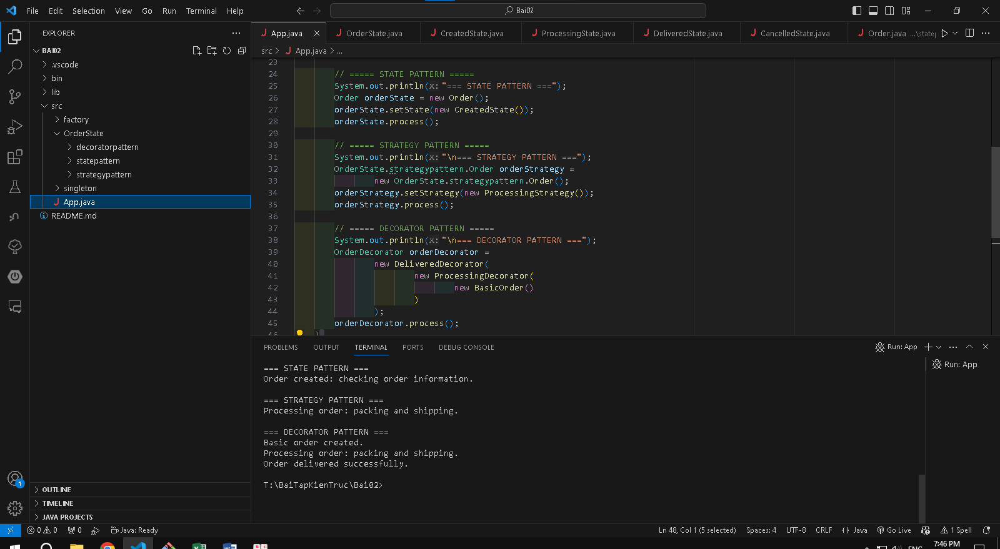 File Edit Selection View Go Run Terminal Help
Bai02
EXPLORER
BAI02
.vscode
bin
lib
src
factory
OrderState
decoratorpattern
statepattern
strategypattern
singleton
App.java
README.md
OUTLINE
TIMELINE
JAVA PROJECTS
App.java OrderState.java CreatedState.java ProcessingState.java DeliveredState.java CancelledState.java Order.java ...\state
src > App.java > ...
23
24 // ===== STATE PATTERN =====
25 System.out.println(x: "=== STATE PATTERN ===");
26 Order orderState = new Order();
27 orderState.setState(new CreatedState());
28 orderState.process();
29
30 // ===== STRATEGY PATTERN =====
31 System.out.println(x: "\n=== STRATEGY PATTERN ===");
32 OrderState.strategypattern.Order orderStrategy =
33 new OrderState.strategypattern.Order();
34 orderStrategy.setStrategy(new ProcessingStrategy());
35 orderStrategy.process();
36
37 // ===== DECORATOR PATTERN =====
38 System.out.println(x: "\n=== DECORATOR PATTERN ===");
39 OrderDecorator orderDecorator =
40 new DeliveredDecorator(
41 new ProcessingDecorator(
42 new BasicOrder()
43 )
44 );
45 orderDecorator.process();
46 }
PROBLEMS OUTPUT TERMINAL PORTS DEBUG CONSOLE
Run: App
Run: App
=== STATE PATTERN ===
Order created: checking order information.
=== STRATEGY PATTERN ===
Processing order: packing and shipping.
=== DECORATOR PATTERN ===
Basic order created.
Processing order: packing and shipping.
Order delivered successfully.
T:\BaiTapKienTruc\Bai02>
1
0 0 0 Java: Ready
Ln 48, Col 1 (5 selected) Spaces: 4 UTF-8 CRLF {} Java Go Live 1 Spell
ENG 7:46 PM